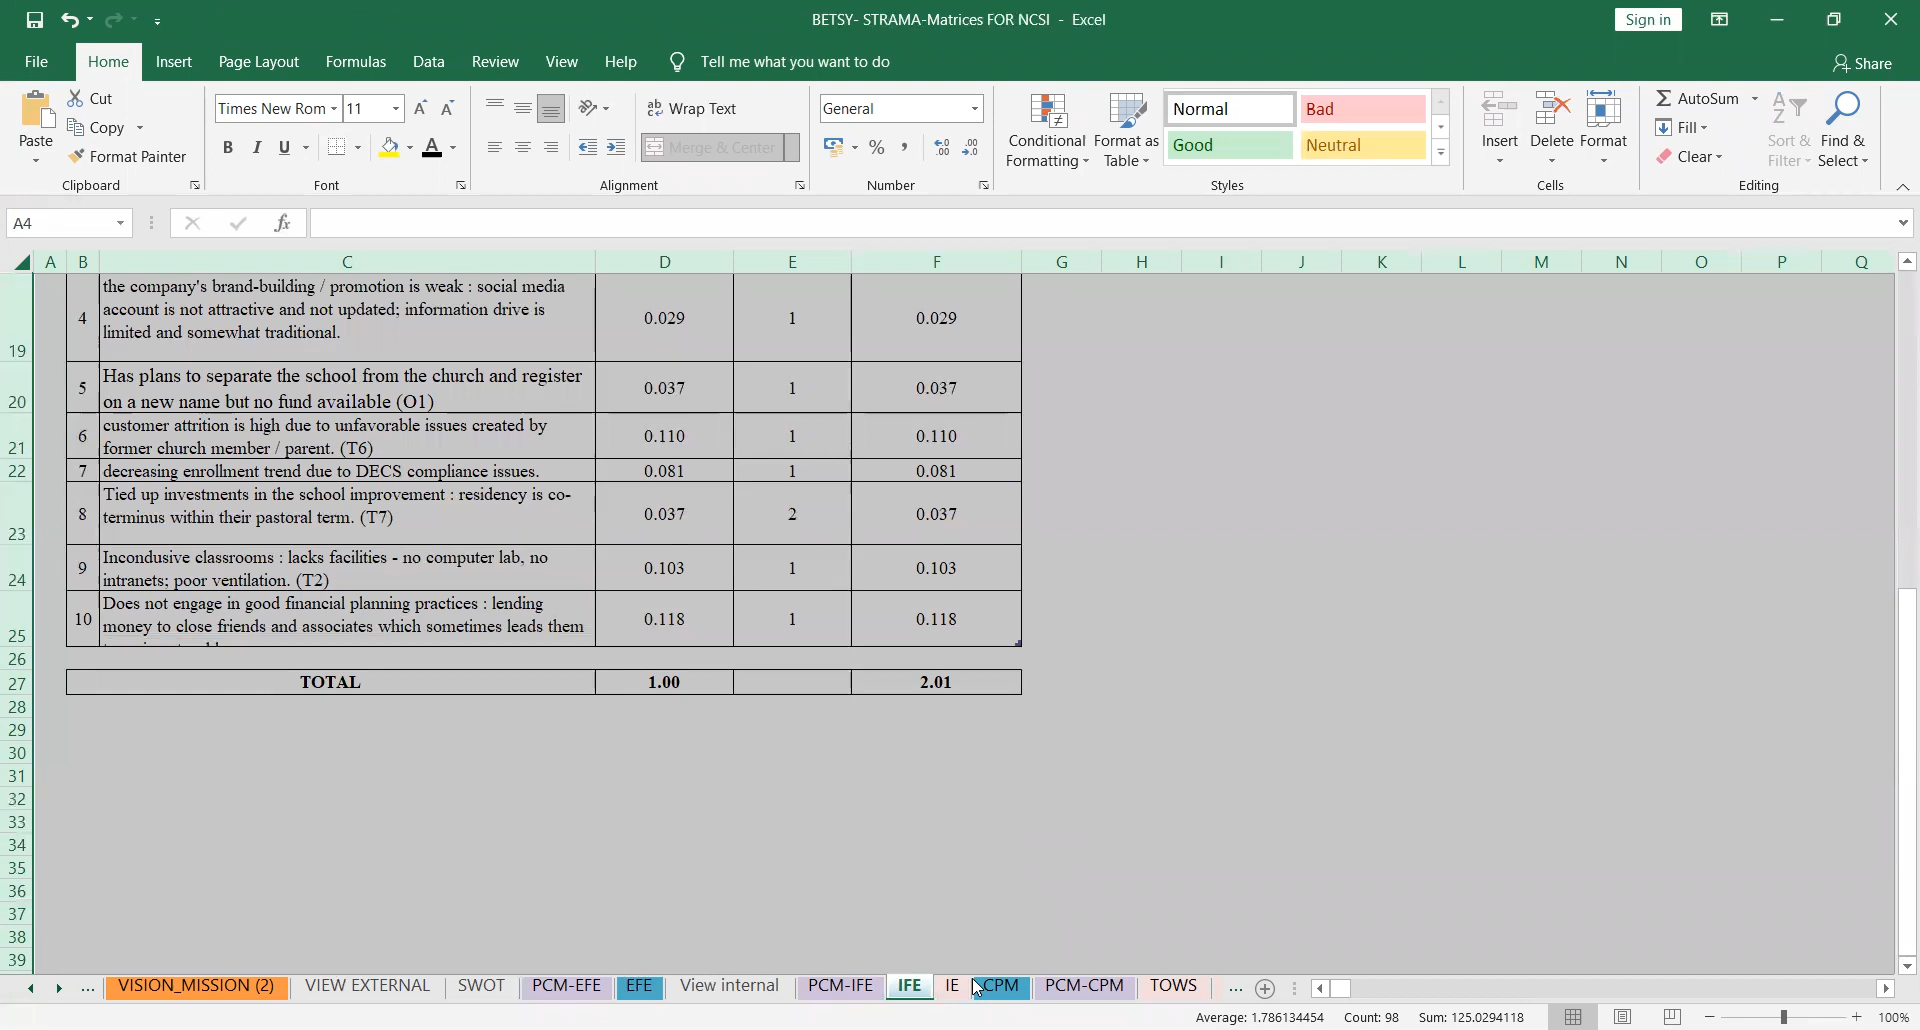 BETSY- STRAMA-Matrices FOR NCSI - Excel
Sign in
File Home Insert Page Layout Formulas Data Review View Help Tell me what you want to do Share
Paste
Cut
Copy
Format Painter
Clipboard
Times New Rom 11
B I U
Font
Wrap Text
Merge & Center
Alignment
General
Number
Conditional Formatting
Format as Table
Normal Bad
Good Neutral
Styles
Insert Delete Format
Cells
AutoSum
Fill
Clear
Sort & Filter
Find & Select
Editing
A4 fx
A B C D E F G H I J K L M N O P Q
the company's brand-building / promotion is weak : social media
19 4 account is not attractive and not updated; information drive is 0.029 1 0.029
limited and somewhat traditional.
20 5 Has plans to separate the school from the church and register 0.037 1 0.037
on a new name but no fund available (O1)
21 6 customer attrition is high due to unfavorable issues created by 0.110 1 0.110
former church member / parent. (T6)
22 7 decreasing enrollment trend due to DECS compliance issues. 0.081 1 0.081
23 8 Tied up investments in the school improvement : residency is co- 0.037 2 0.037
terminus within their pastoral term. (T7)
24 9 Incondusive classrooms : lacks facilities - no computer lab, no 0.103 1 0.103
intranets; poor ventilation. (T2)
25 10 Does not engage in good financial planning practices : lending 0.118 1 0.118
money to close friends and associates which sometimes leads them
26
27 TOTAL 1.00 2.01
28
29
30
31
32
33
34
35
36
37
38
39
... VISION_MISSION (2) VIEW EXTERNAL SWOT PCM-EFE EFE View internal PCM-IFE IFE IE CPM PCM-CPM TOWS ...
Average: 1.786134454 Count: 98 Sum: 125.0294118 100%